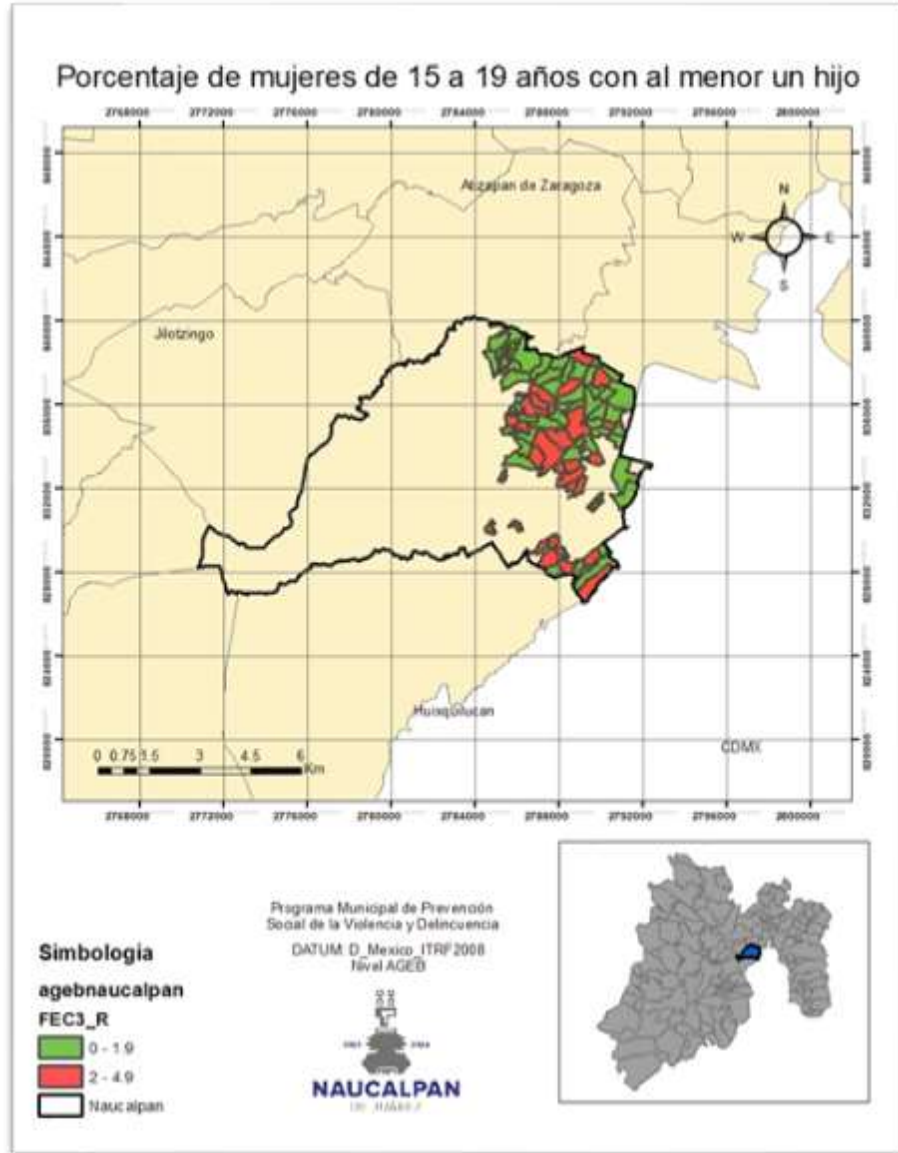 Porcentaje de mujeres de 15 a 19 años con al menor un hijo
2768000 2772000 2776000 2780000 2784000 2788000 2792000 2796000 2800000
Atizapan de Zaragoza
N
W E
S
Jilotzingo
Huixquilucan
CDMX
0 0.75 1.5 3 4.5 6
Km
2768000 2772000 2776000 2780000 2784000 2788000 2792000 2796000 2800000
Programa Municipal de Prevención
Social de la Violencia y Delincuencia
DATUM: D_Mexico_ITRF2008
Nivel AGEB
Simbologia
agebnaucalpan
FEC3_R
0 - 1.9
2 - 4.9
Naucalpan
NAUCALPAN
DE JUÁREZ